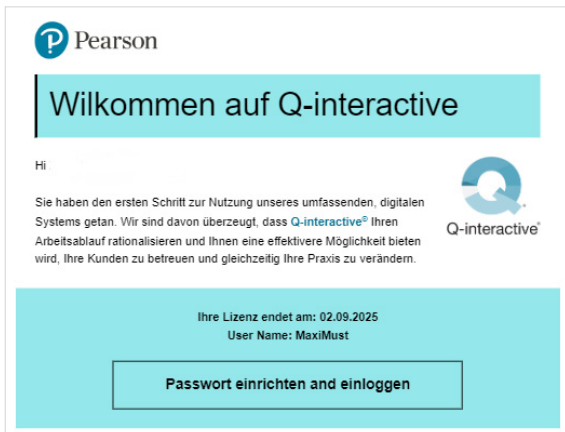 Pearson
Wilkommen auf Q-interactive
Hi
Sie haben den ersten Schritt zur Nutzung unseres umfassenden, digitalen
Systems getan. Wir sind davon überzeugt, dass Q-interactive® Ihren
Arbeitsablauf rationalisieren und Ihnen eine effektivere Möglichkeit bieten
wird, Ihre Kunden zu betreuen und gleichzeitig Ihre Praxis zu verändern.
Q-interactive®
Ihre Lizenz endet am: 02.09.2025
User Name: MaxiMust
Passwort einrichten and einloggen